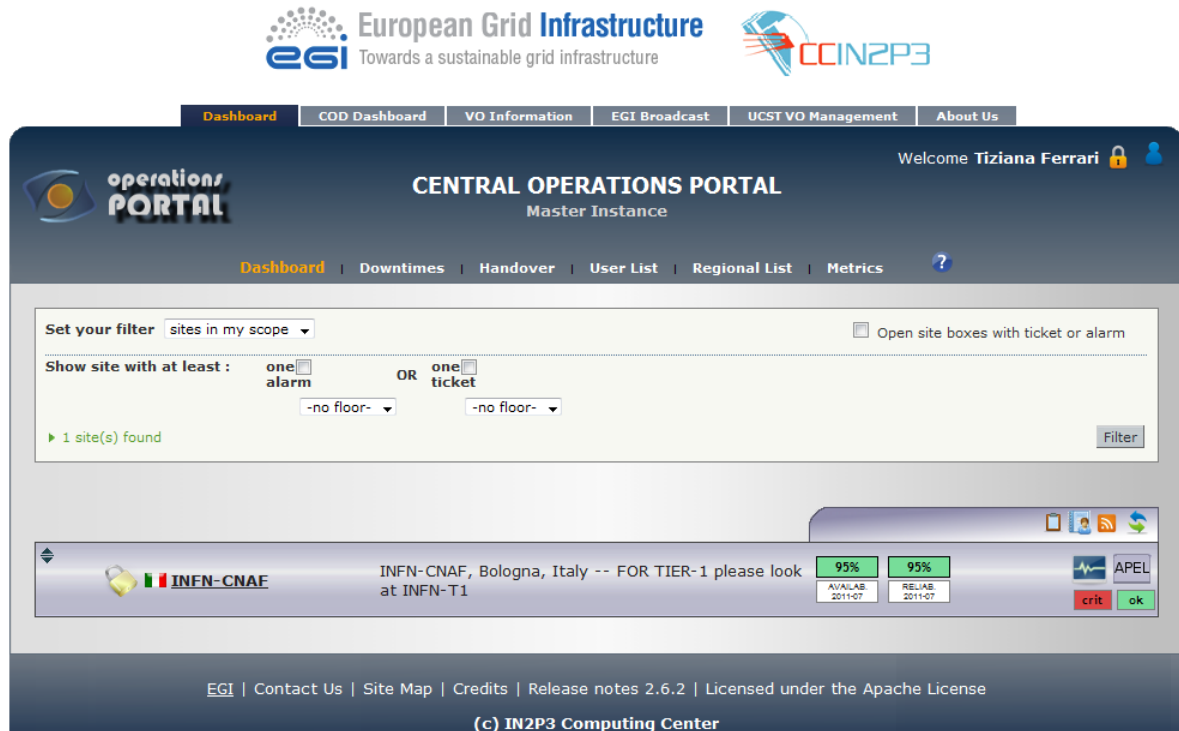 egi
European Grid Infrastructure
Towards a sustainable grid infrastructure
CCIN2P3
Dashboard COD Dashboard VO Information EGI Broadcast UCST VO Management About Us
Welcome Tiziana Ferrari
operations
PORTAL
CENTRAL OPERATIONS PORTAL
Master Instance
Dashboard | Downtimes | Handover | User List | Regional List | Metrics ?
Set your filter sites in my scope
Open site boxes with ticket or alarm
Show site with at least : one alarm OR one ticket
-no floor- -no floor-
1 site(s) found
Filter
INFN-CNAF
INFN-CNAF, Bologna, Italy -- FOR TIER-1 please look
at INFN-T1
95% 95%
AVAILAB. RELIAB.
2011-07 2011-07
APEL
crit ok
EGI | Contact Us | Site Map | Credits | Release notes 2.6.2 | Licensed under the Apache License
(c) IN2P3 Computing Center